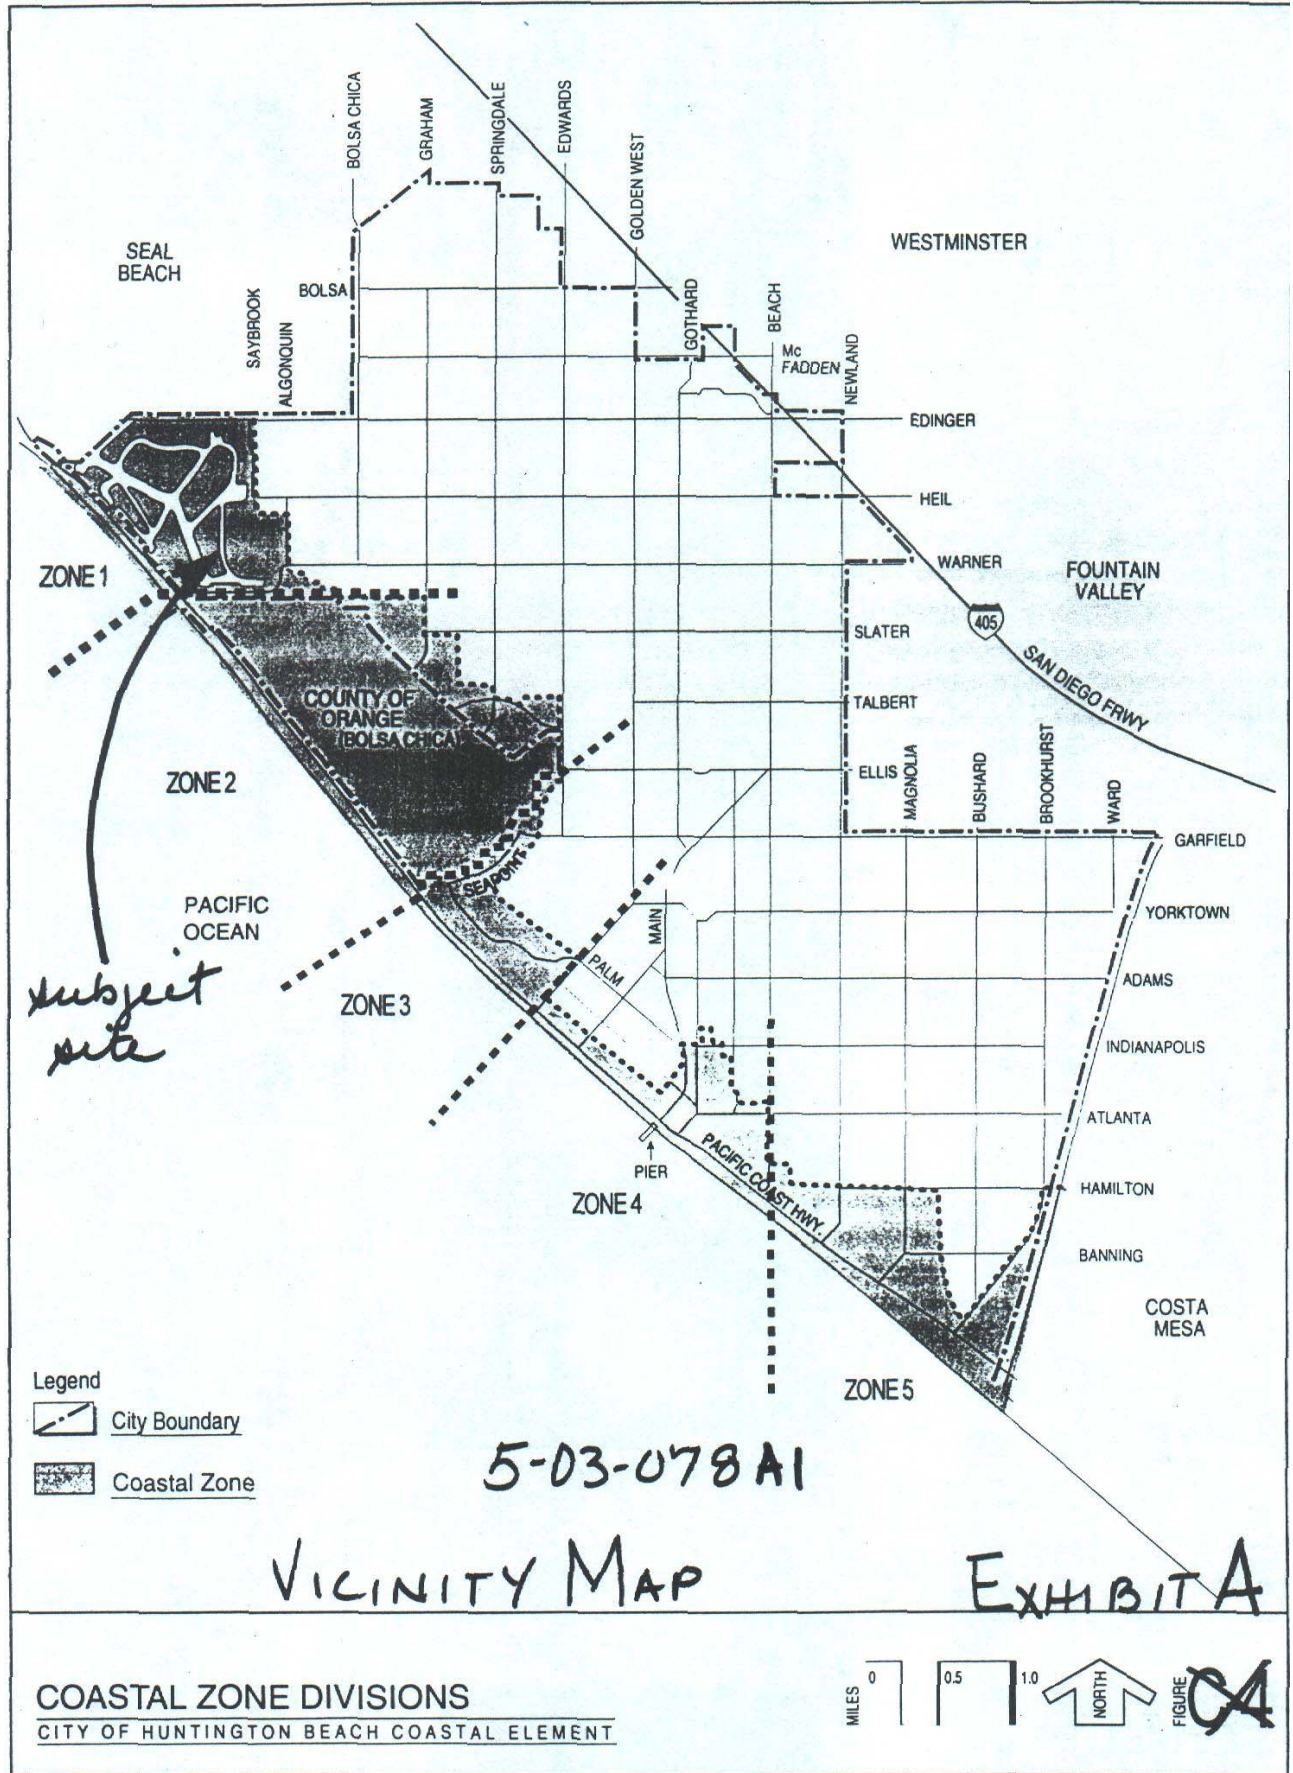 BOLSA CHICA
GRAHAM
SPRINGDALE
EDWARDS
GOLDEN WEST
WESTMINSTER
SEAL
BEACH
BOLSA
SAYBROOK
ALGONQUIN
GOTHARD
BEACH
Mc
FADDEN
NEWLAND
EDINGER
HEIL
WARNER
FOUNTAIN
VALLEY
ZONE 1
405
SLATER
SAN DIEGO FRWY
COUNTY OF
ORANGE
(BOLSA CHICA)
TALBERT
ZONE 2
ELLIS
MAGNOLIA
BUSHARD
BROOKHURST
WARD
GARFIELD
SEAPOINT
PACIFIC
OCEAN
MAIN
YORKTOWN
PALM
ADAMS
subject
site
ZONE 3
INDIANAPOLIS
ATLANTA
PIER
PACIFIC COAST HWY.
HAMILTON
ZONE 4
BANNING
COSTA
MESA
ZONE 5
Legend
City Boundary
Coastal Zone
5-03-078 A1
VICINITY MAP
EXHIBIT A
COASTAL ZONE DIVISIONS
CITY OF HUNTINGTON BEACH COASTAL ELEMENT
MILES
0
0.5
1.0
NORTH
FIGURE
C4